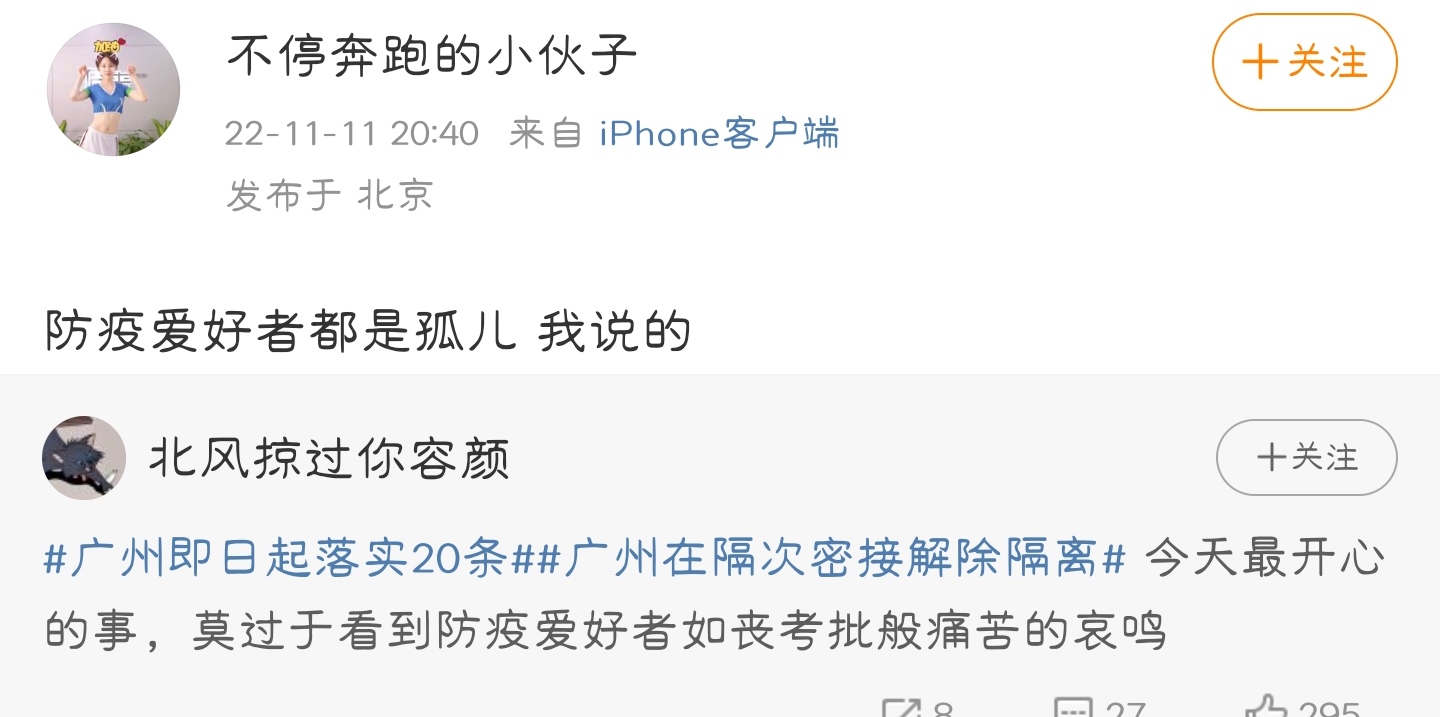 不停奔跑的小伙子
+关注
22-11-11 20:40 来自 iPhone客户端
发布于 北京
防疫爱好者都是孤儿 我说的
北风掠过你容颜
+关注
#广州即日起落实20条##广州在隔次密接解除隔离# 今天最开心
的事，莫过于看到防疫爱好者如丧考批般痛苦的哀鸣
8 27 295